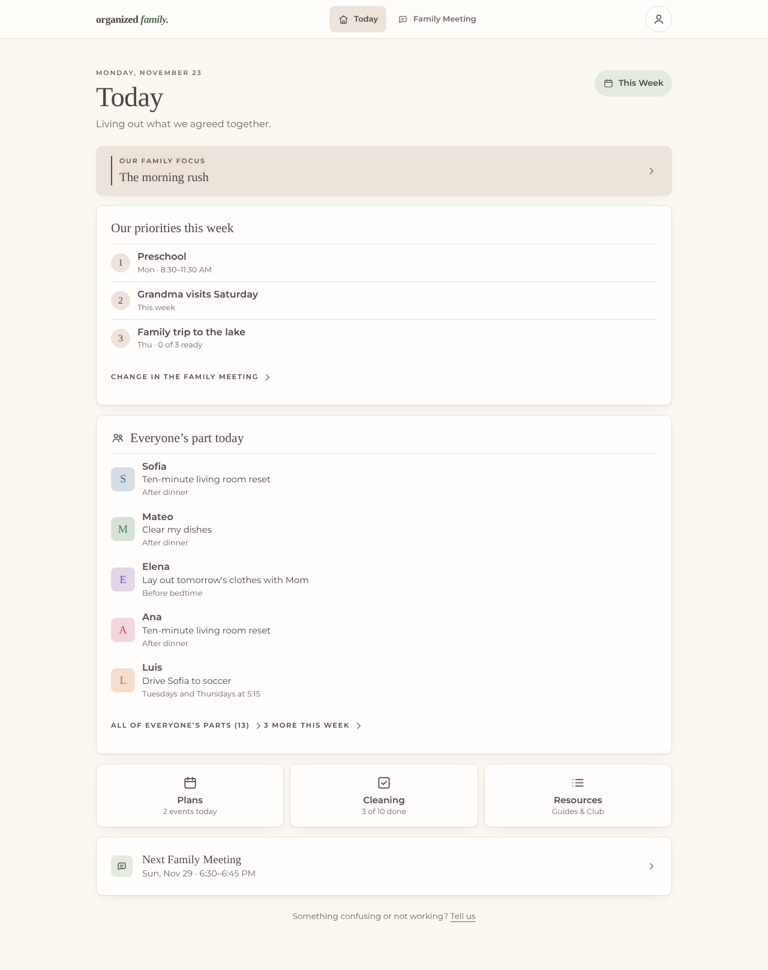 organized family.
Today
Family Meeting
MONDAY, NOVEMBER 23
Today
Living out what we agreed together.
This Week
OUR FAMILY FOCUS
The morning rush
Our priorities this week
1
Preschool
Mon · 8:30–11:30 AM
2
Grandma visits Saturday
This week
3
Family trip to the lake
Thu · 0 of 3 ready
CHANGE IN THE FAMILY MEETING
Everyone’s part today
S
Sofia
Ten-minute living room reset
After dinner
M
Mateo
Clear my dishes
After dinner
E
Elena
Lay out tomorrow's clothes with Mom
Before bedtime
A
Ana
Ten-minute living room reset
After dinner
L
Luis
Drive Sofia to soccer
Tuesdays and Thursdays at 5:15
ALL OF EVERYONE’S PARTS (13)
3 MORE THIS WEEK
Plans
2 events today
Cleaning
3 of 10 done
Resources
Guides & Club
Next Family Meeting
Sun, Nov 29 · 6:30–6:45 PM
Something confusing or not working? Tell us